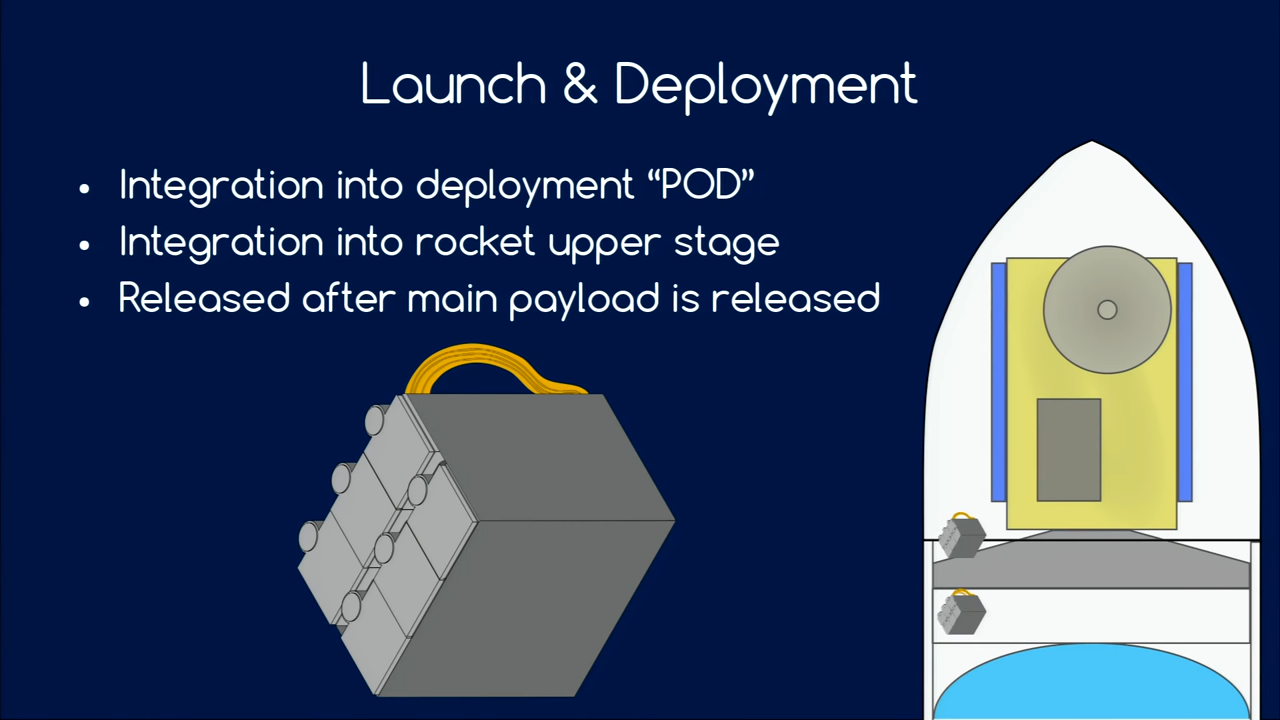 Launch & Deployment
• Integration into deployment “POD”
• Integration into rocket upper stage
• Released after main payload is released